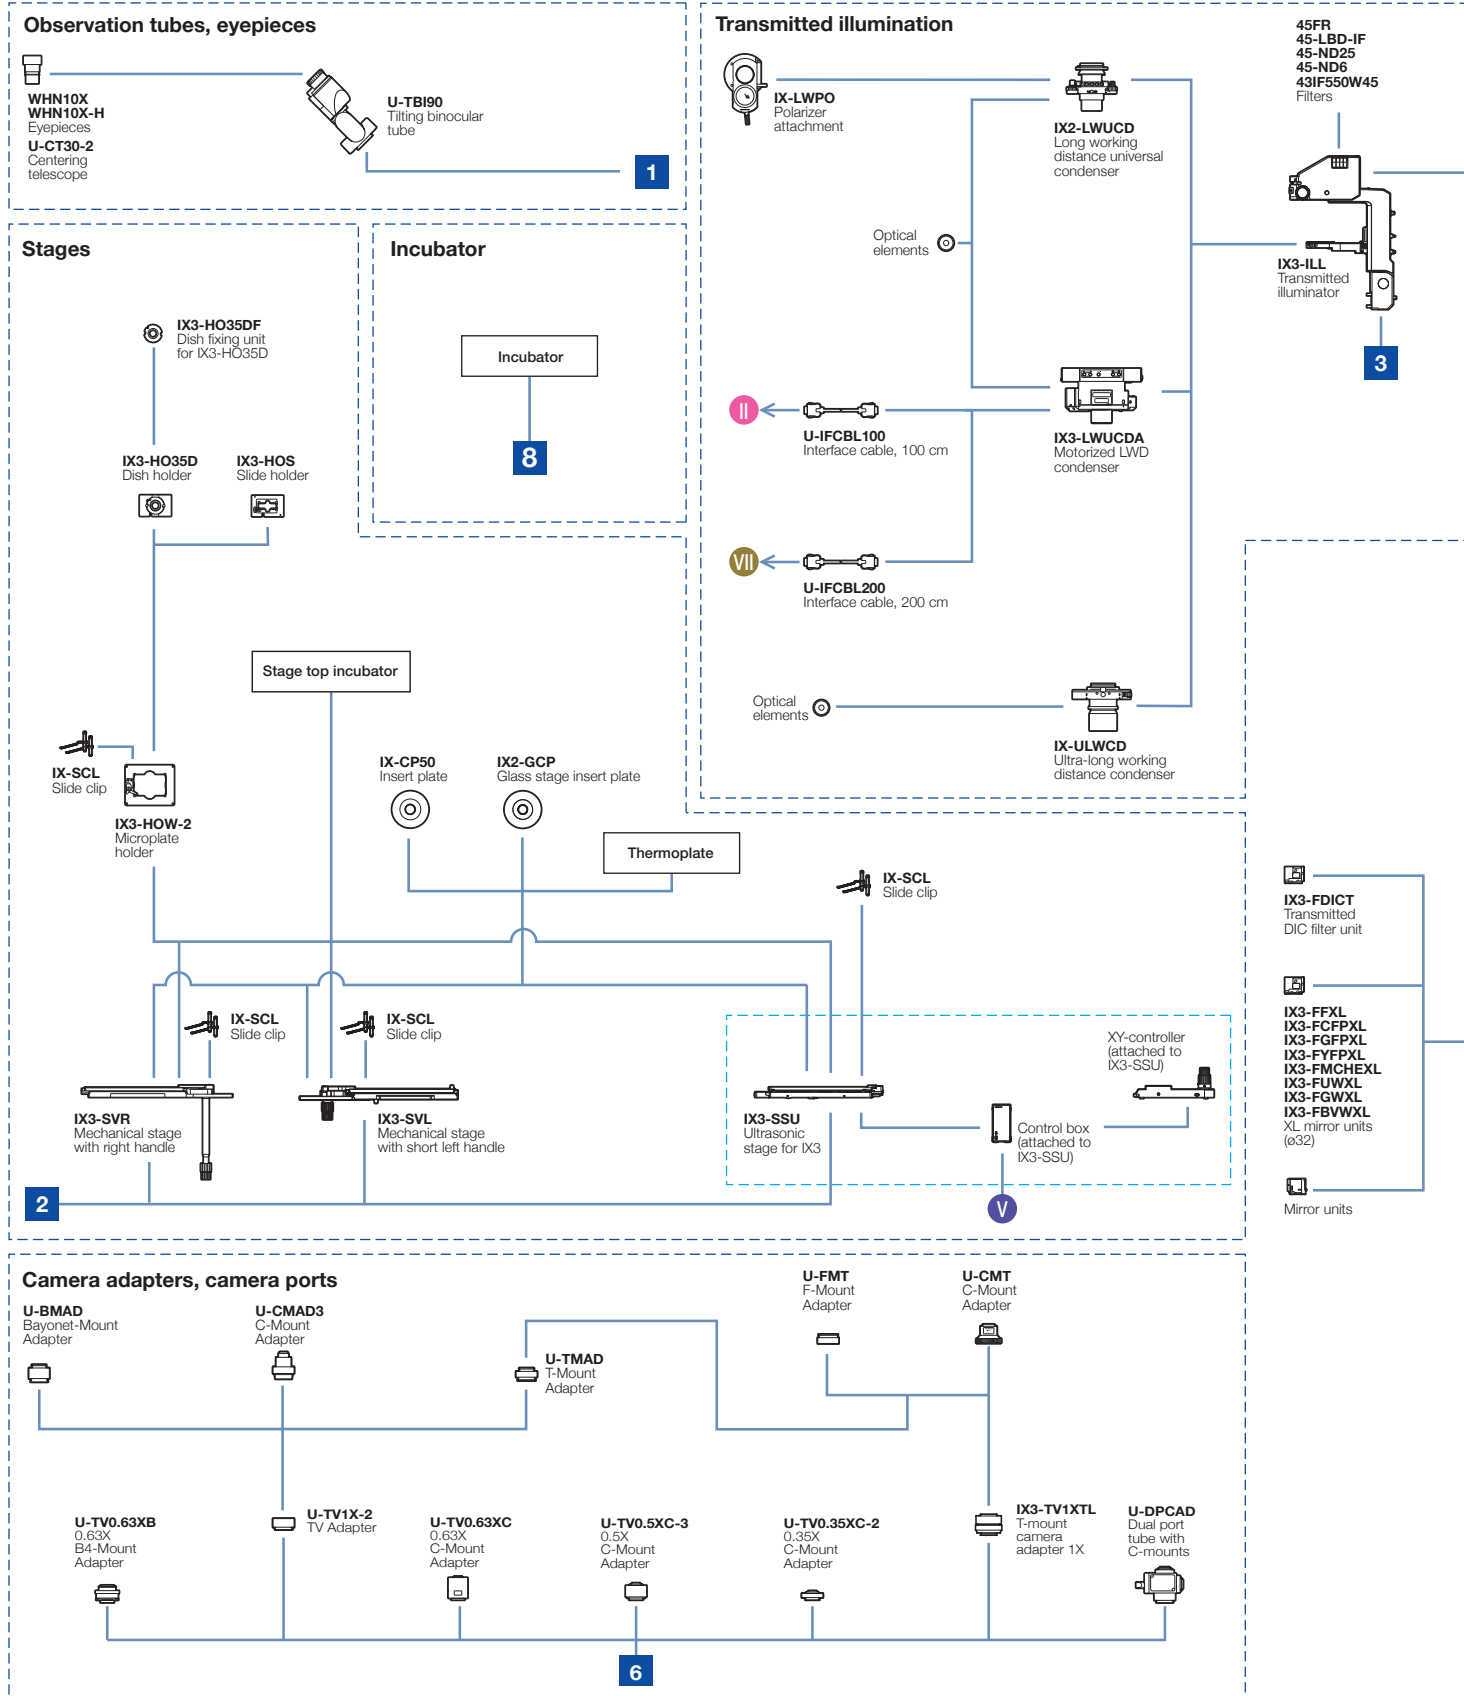 Observation tubes, eyepieces
WHN10X
WHN10X-H
Eyepieces
U-CT30-2
Centering
telescope
U-TBI90
Tilting binocular
tube
1
Transmitted illumination
IX-LWPO
Polarizer
attachment
IX2-LWUCD
Long working
distance universal
condenser
45FR
45-LBD-IF
45-ND25
45-ND6
43IF550W45
Filters
Optical
elements
IX3-ILL
Transmitted
illuminator
3
II
U-IFCBL100
Interface cable, 100 cm
IX3-LWUCDA
Motorized LWD
condenser
VII
U-IFCBL200
Interface cable, 200 cm
Optical
elements
IX-ULWCD
Ultra-long working
distance condenser
Stages
IX3-HO35DF
Dish fixing unit
for IX3-HO35D
IX3-HO35D
Dish holder
IX3-HOS
Slide holder
Incubator
Incubator
8
Stage top incubator
IX-SCL
Slide clip
IX3-HOW-2
Microplate
holder
IX-CP50
Insert plate
IX2-GCP
Glass stage insert plate
Thermoplate
IX-SCL
Slide clip
IX-SCL
Slide clip
IX-SCL
Slide clip
IX3-SVR
Mechanical stage
with right handle
IX3-SVL
Mechanical stage
with short left handle
IX3-SSU
Ultrasonic
stage for IX3
XY-controller
(attached to
IX3-SSU)
Control box
(attached to
IX3-SSU)
2
V
IX3-FDICT
Transmitted
DIC filter unit
IX3-FFXL
IX3-FCFPXL
IX3-FGFPXL
IX3-FYFPXL
IX3-FMCHEXL
IX3-FUWXL
IX3-FGWXL
IX3-FBVWXL
XL mirror units
(ø32)
Mirror units
Camera adapters, camera ports
U-BMAD
Bayonet-Mount
Adapter
U-CMAD3
C-Mount
Adapter
U-TMAD
T-Mount
Adapter
U-FMT
F-Mount
Adapter
U-CMT
C-Mount
Adapter
U-TV0.63XB
0.63X
B4-Mount
Adapter
U-TV1X-2
TV Adapter
U-TV0.63XC
0.63X
C-Mount
Adapter
U-TV0.5XC-3
0.5X
C-Mount
Adapter
U-TV0.35XC-2
0.35X
C-Mount
Adapter
IX3-TV1XTL
T-mount
camera
adapter 1X
U-DPCAD
Dual port
tube with
C-mounts
6